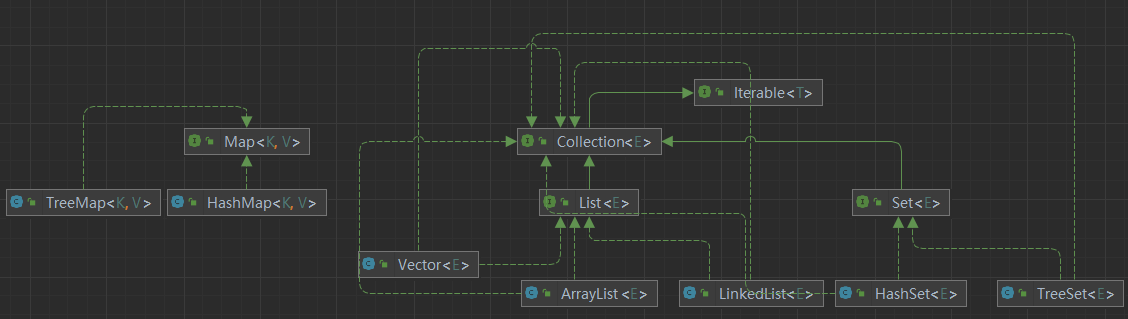 Iterable<T>
Map<K, V>
Collection<E>
TreeMap<K, V>
HashMap<K, V>
List<E>
Set<E>
Vector<E>
ArrayList<E>
LinkedList<E>
HashSet<E>
TreeSet<E>